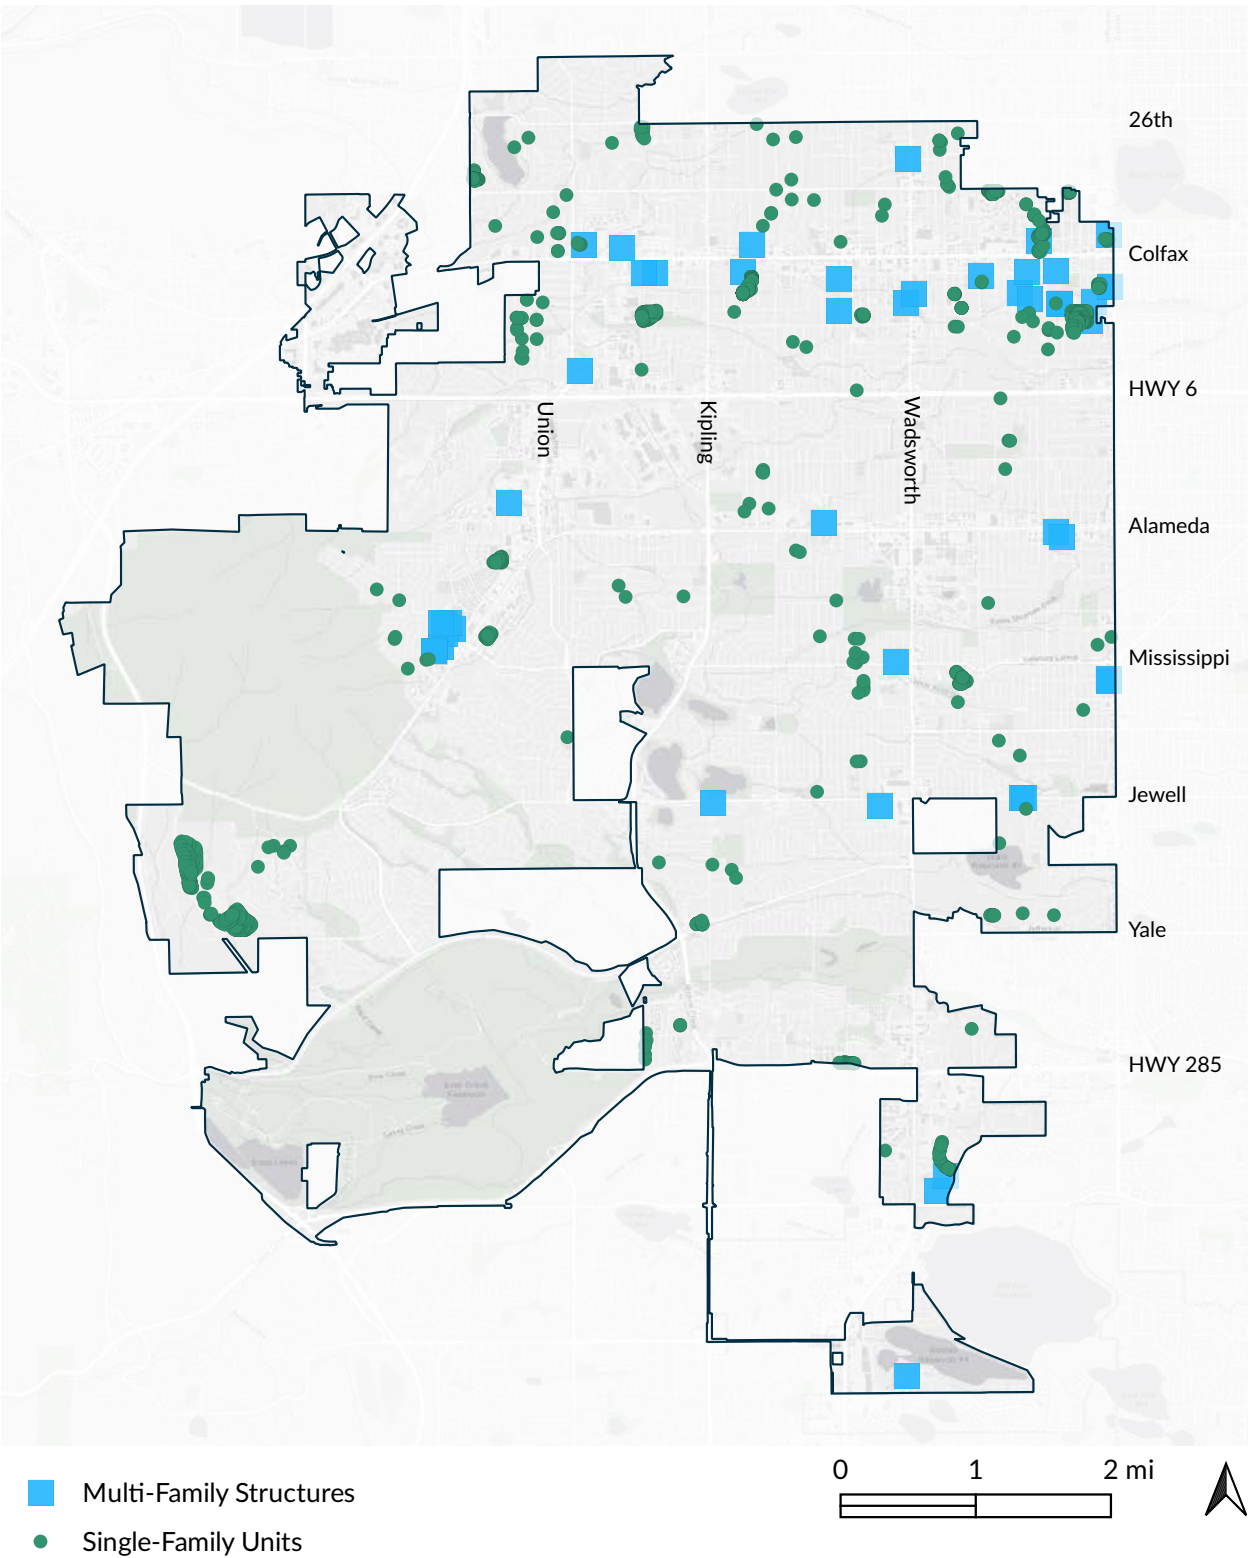 26th
Colfax
HWY 6
Union
Kipling
Wadsworth
Alameda
Mississippi
Jewell
Yale
HWY 285
0 1 2 mi
Multi-Family Structures
Single-Family Units